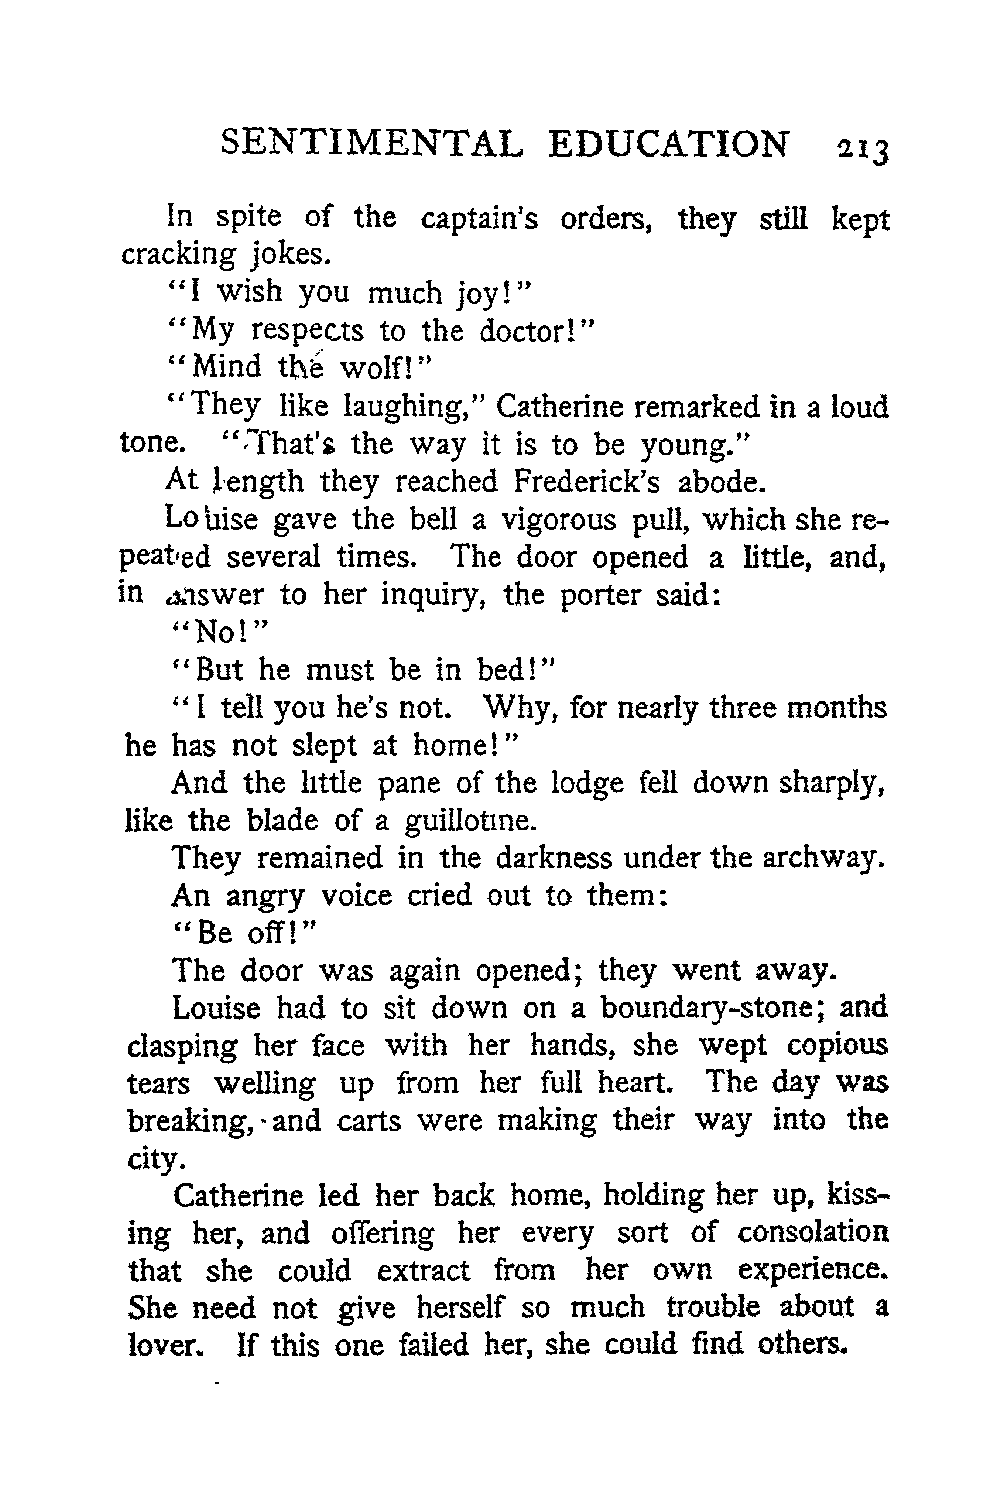 SENTIMENTAL EDUCATION 213
In spite of the captain's orders, they still kept
cracking jokes.
"I wish you much joy!"
"My respects to the doctor!"
"Mind the wolf!"
"They like laughing," Catherine remarked in a loud
tone. "That's the way it is to be young."
At length they reached Frederick's abode.
Louise gave the bell a vigorous pull, which she re-
peated several times. The door opened a little, and,
in answer to her inquiry, the porter said:
"No!"
"But he must be in bed!"
"I tell you he's not. Why, for nearly three months
he has not slept at home!"
And the little pane of the lodge fell down sharply,
like the blade of a guillotine.
They remained in the darkness under the archway.
An angry voice cried out to them:
"Be off!"
The door was again opened; they went away.
Louise had to sit down on a boundary-stone; and
clasping her face with her hands, she wept copious
tears welling up from her full heart. The day was
breaking, and carts were making their way into the
city.
Catherine led her back home, holding her up, kiss-
ing her, and offering her every sort of consolation
that she could extract from her own experience.
She need not give herself so much trouble about a
lover. If this one failed her, she could find others.